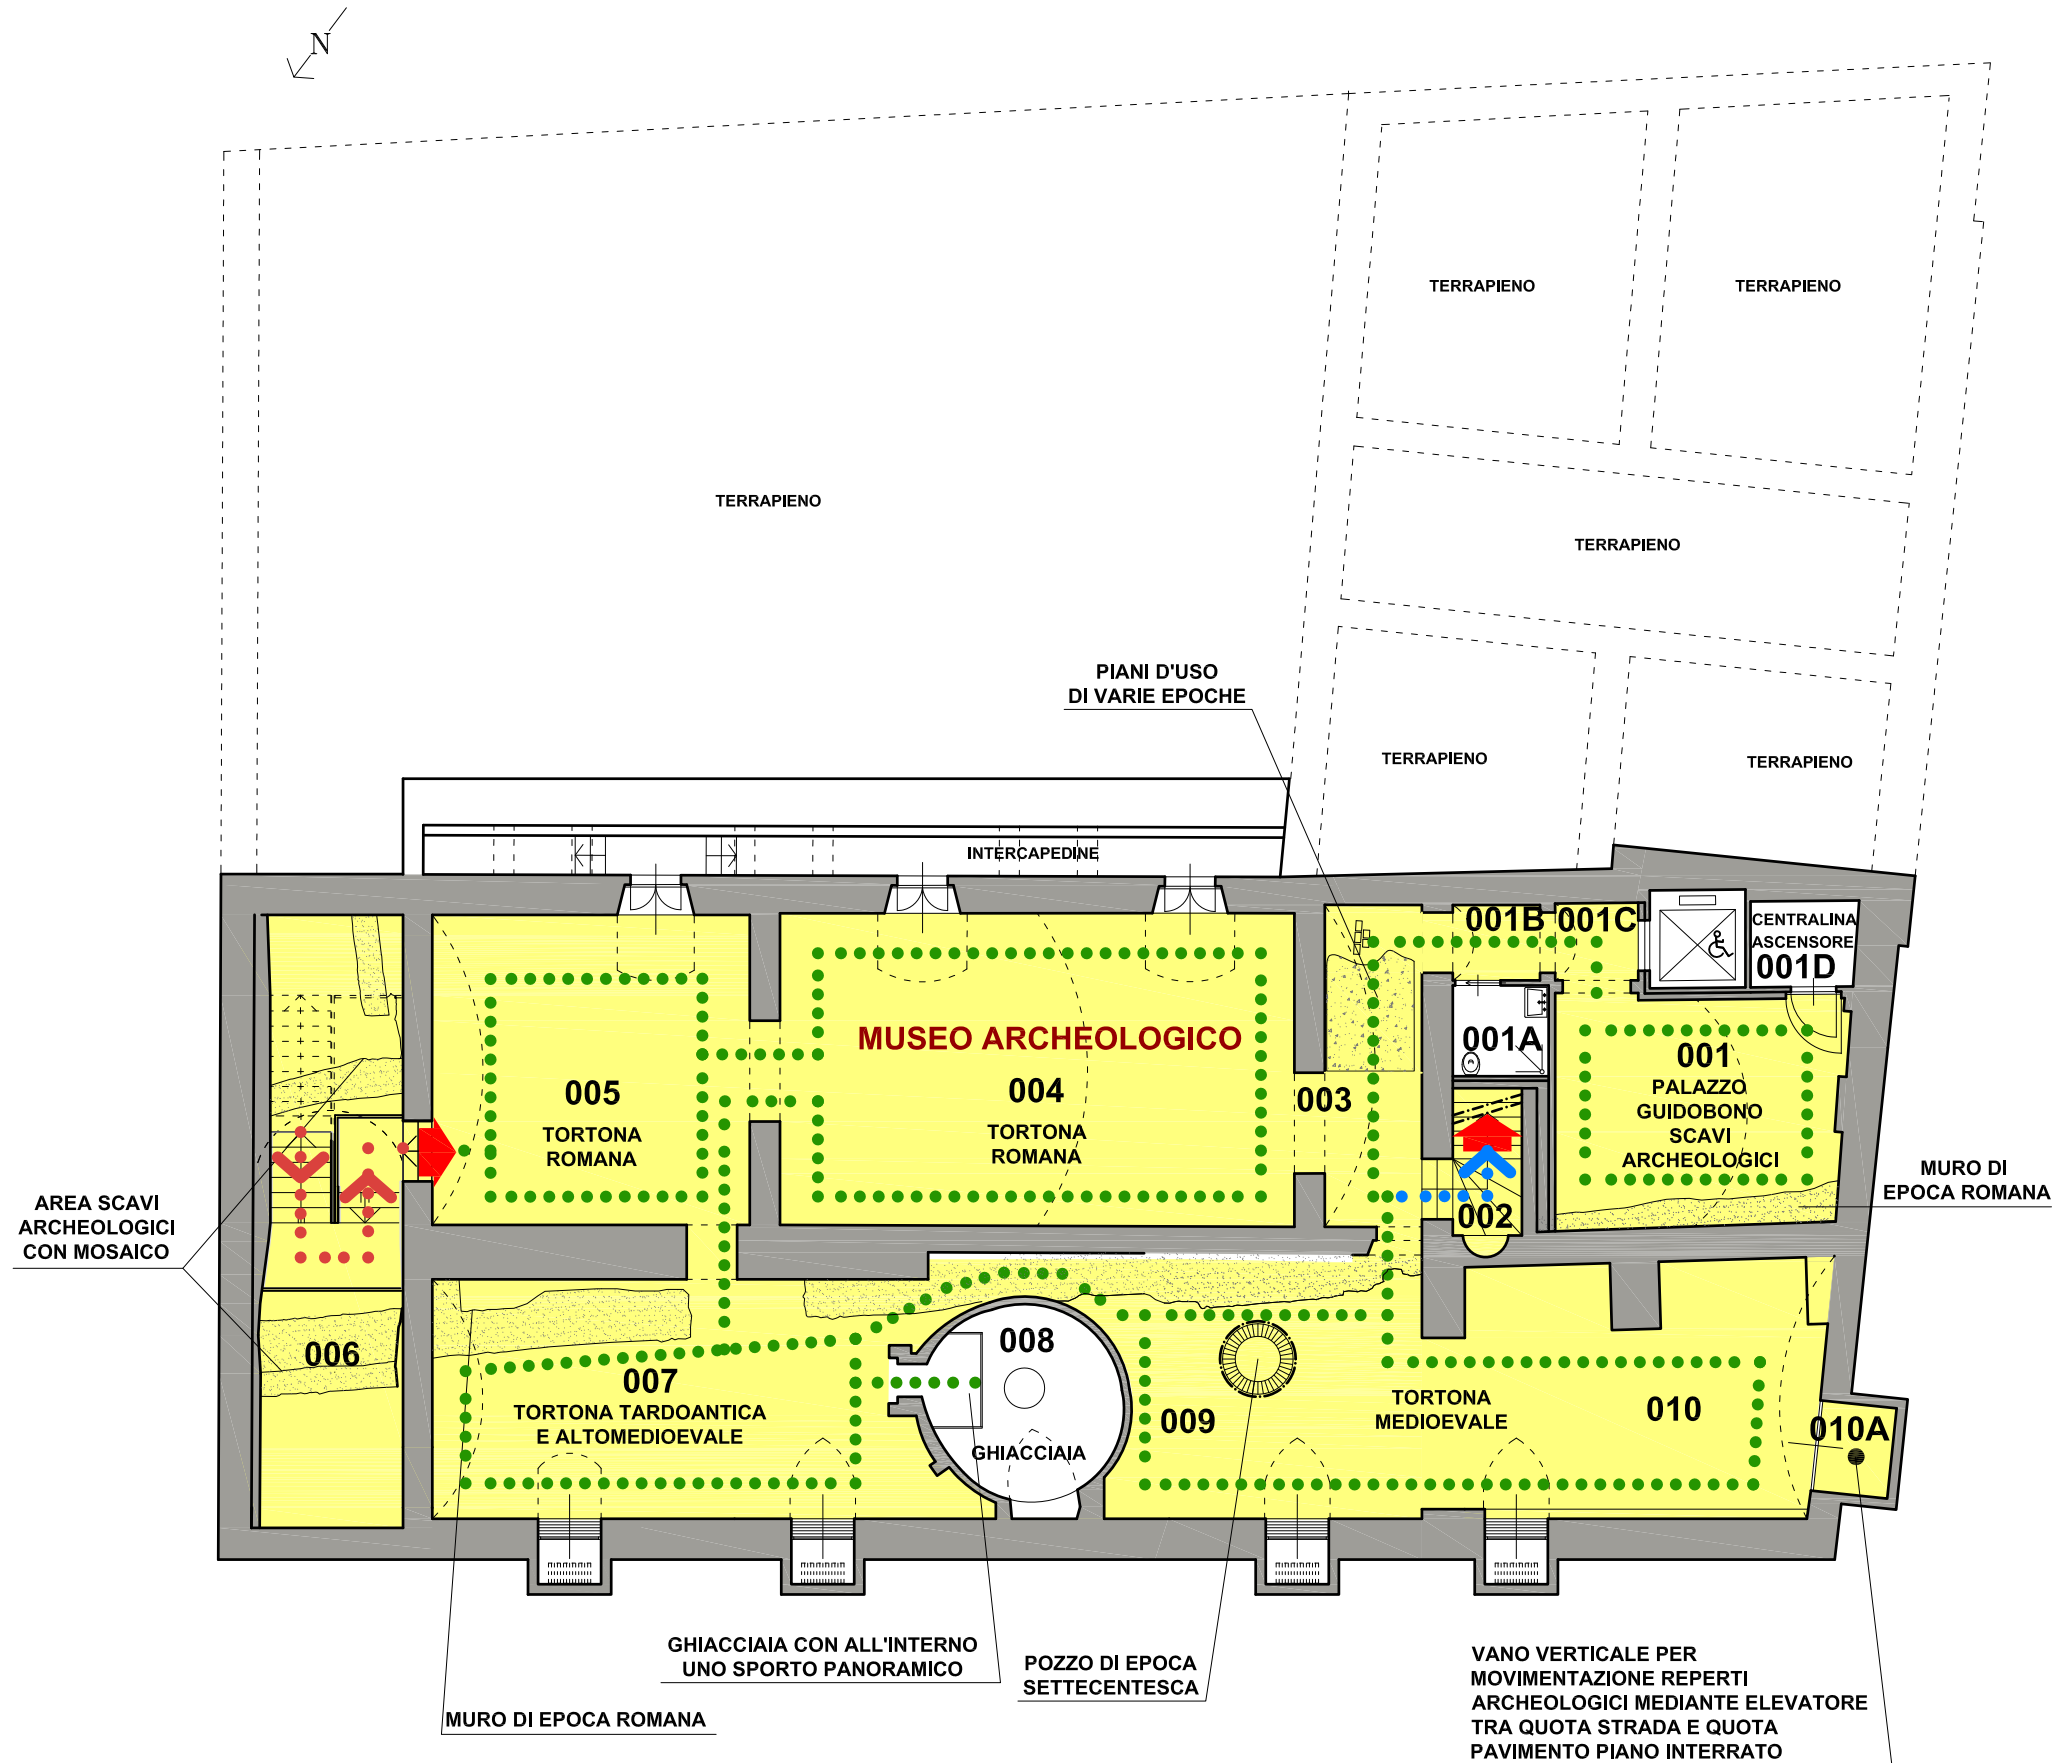 N
TERRAPIENO
TERRAPIENO
TERRAPIENO
TERRAPIENO
PIANI D'USO
DI VARIE EPOCHE
TERRAPIENO
TERRAPIENO
INTERCAPEDINE
001B
001C
CENTRALINA
ASCENSORE
001D
MUSEO ARCHEOLOGICO
001A
005
TORTONA
ROMANA
004
TORTONA
ROMANA
003
001
PALAZZO
GUIDOBONO
SCAVI
ARCHEOLOGICI
002
MURO DI
EPOCA ROMANA
AREA SCAVI
ARCHEOLOGICI
CON MOSAICO
006
007
TORTONA TARDOANTICA
E ALTOMEDIOEVALE
008
GHIACCIAIA
009
TORTONA
MEDIOEVALE
010
010A
GHIACCIAIA CON ALL'INTERNO
UNO SPORTO PANORAMICO
MURO DI EPOCA ROMANA
POZZO DI EPOCA
SETTECENTESCA
VANO VERTICALE PER
MOVIMENTAZIONE REPERTI
ARCHEOLOGICI MEDIANTE ELEVATORE
TRA QUOTA STRADA E QUOTA
PAVIMENTO PIANO INTERRATO